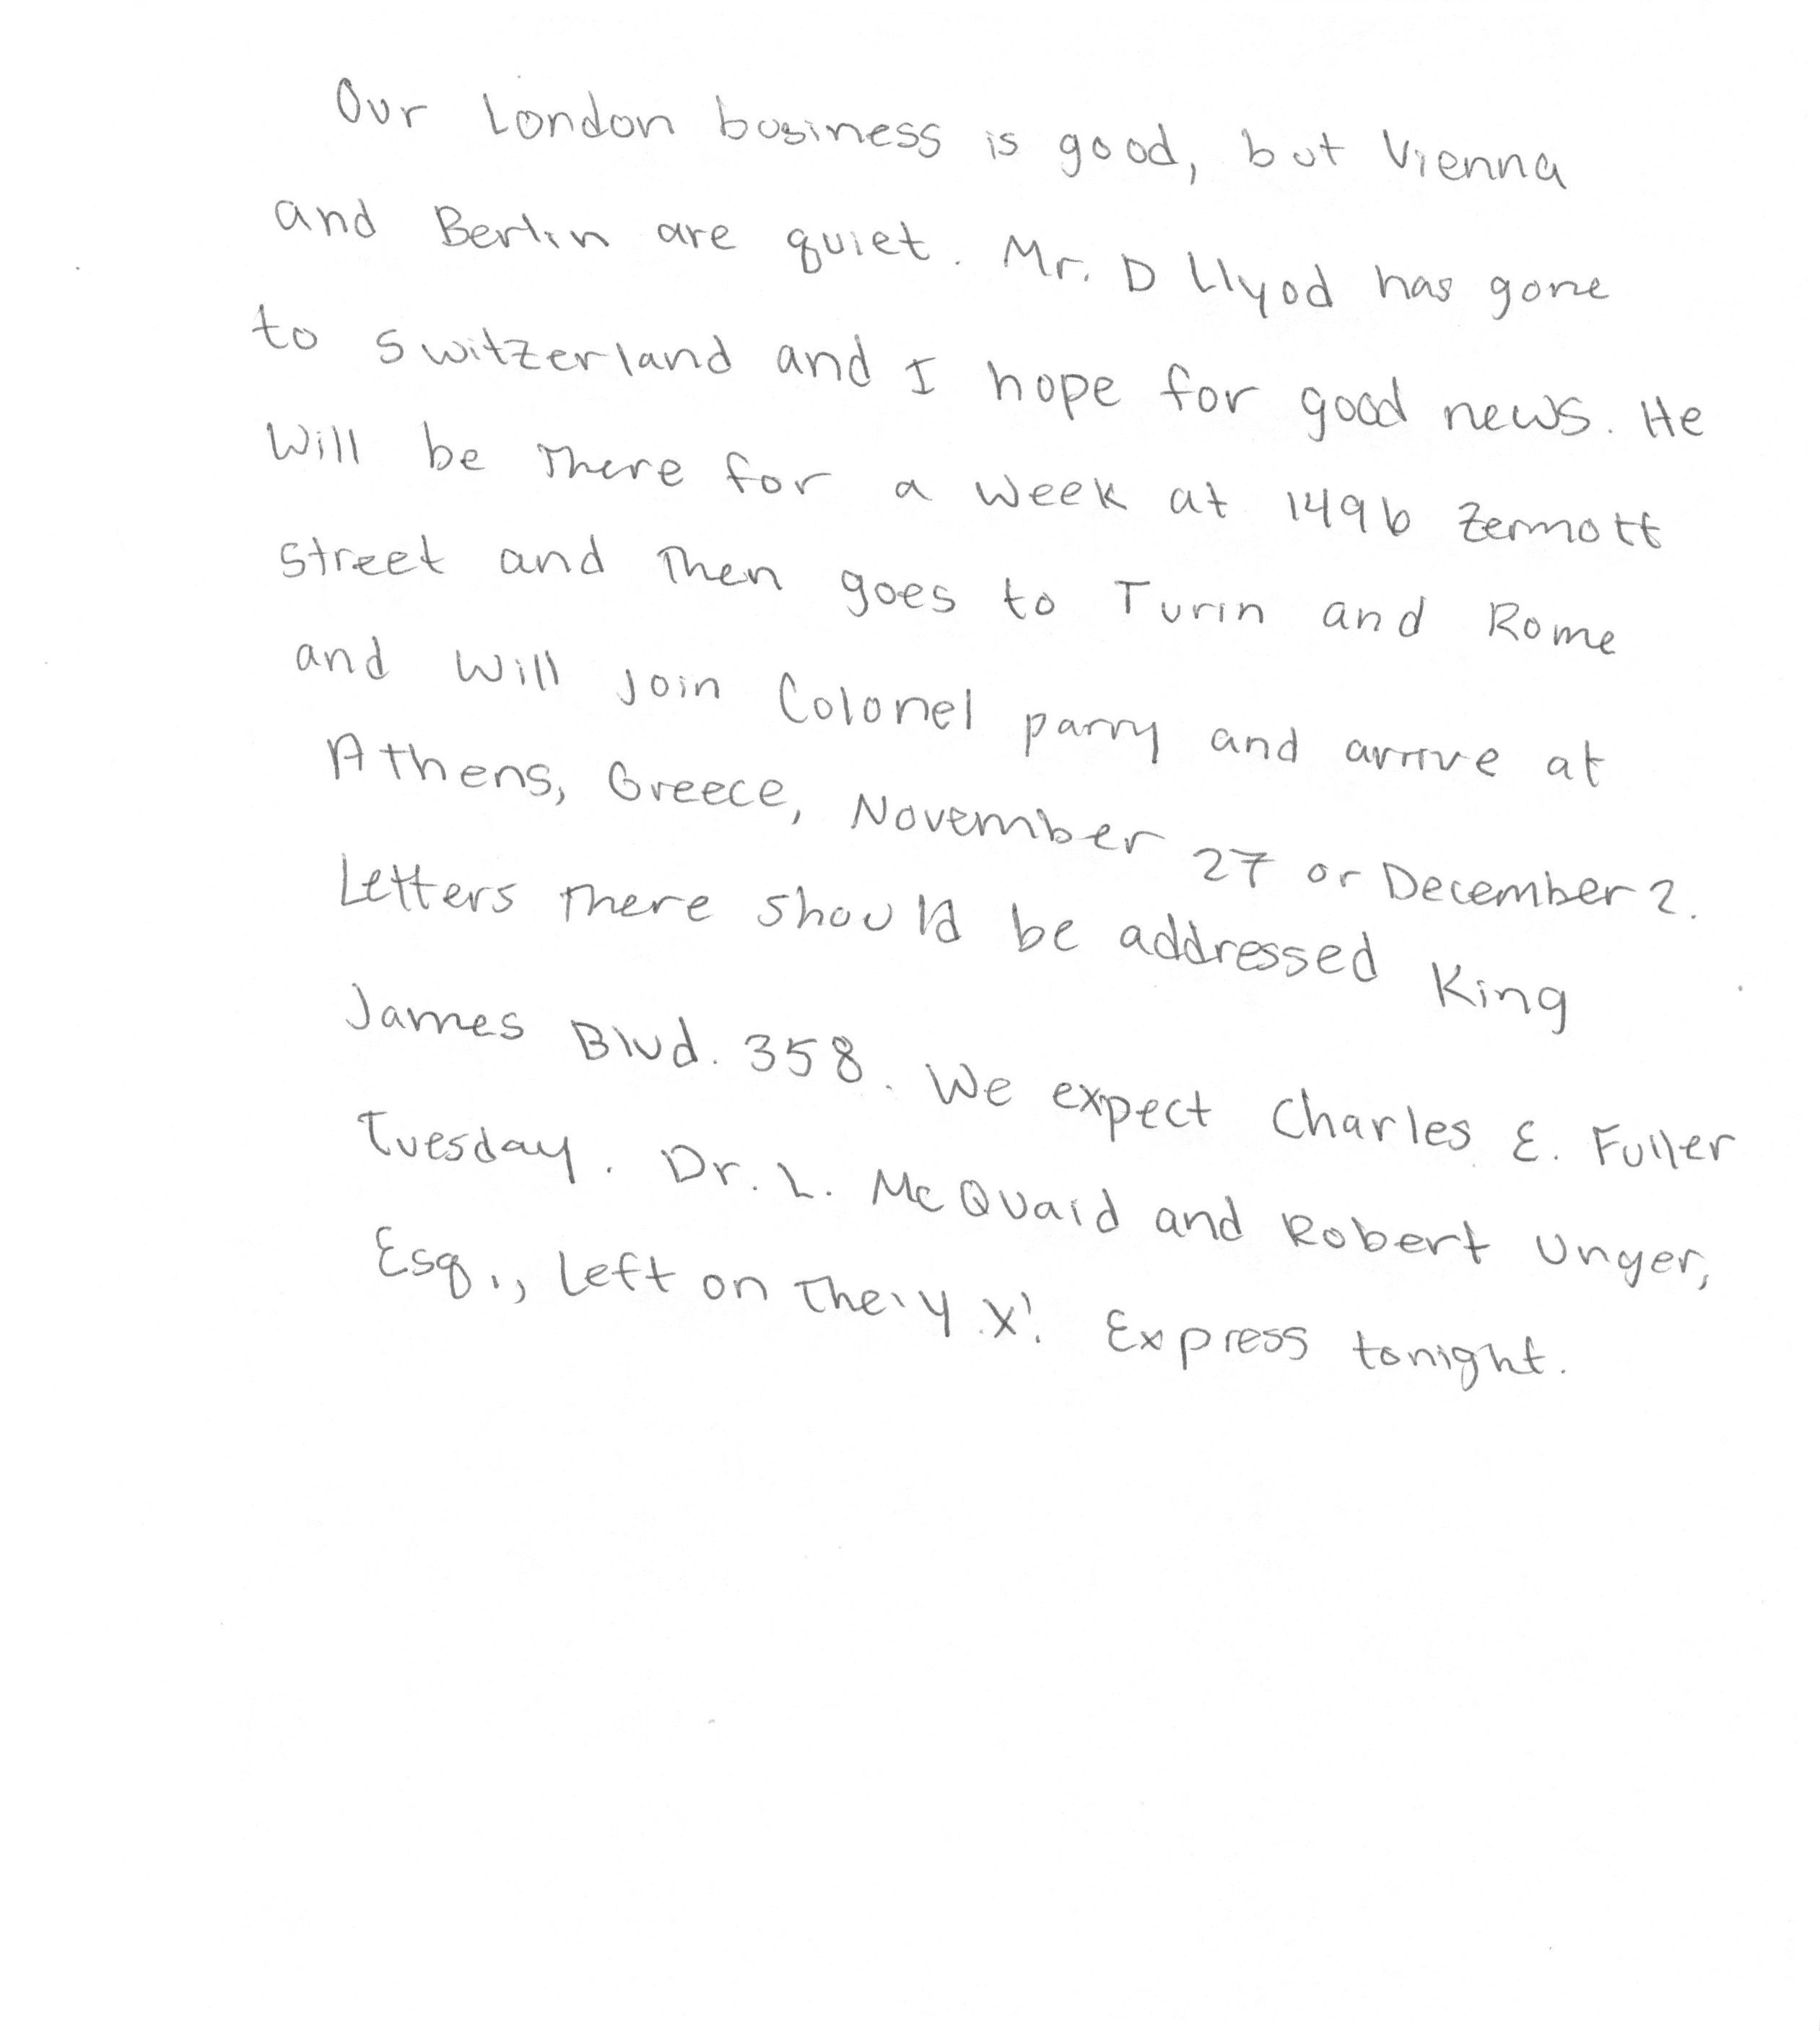 Our London business is good, but Vienna
and Berlin are quiet. Mr. D Llyod has gone
to switzerland and I hope for good news. He
will be there for a week at 1496 Zermott
street and then goes to Turin and Rome
and will join Colonel parry and arrive at
Athens, Greece, November 27 or December 2.
Letters there should be addressed King
James Blvd. 358. We expect Charles E. Fuller
Tuesday. Dr. L. McQuaid and Robert Unger,
Esq., left on the 'Y.X'. Express tonight.